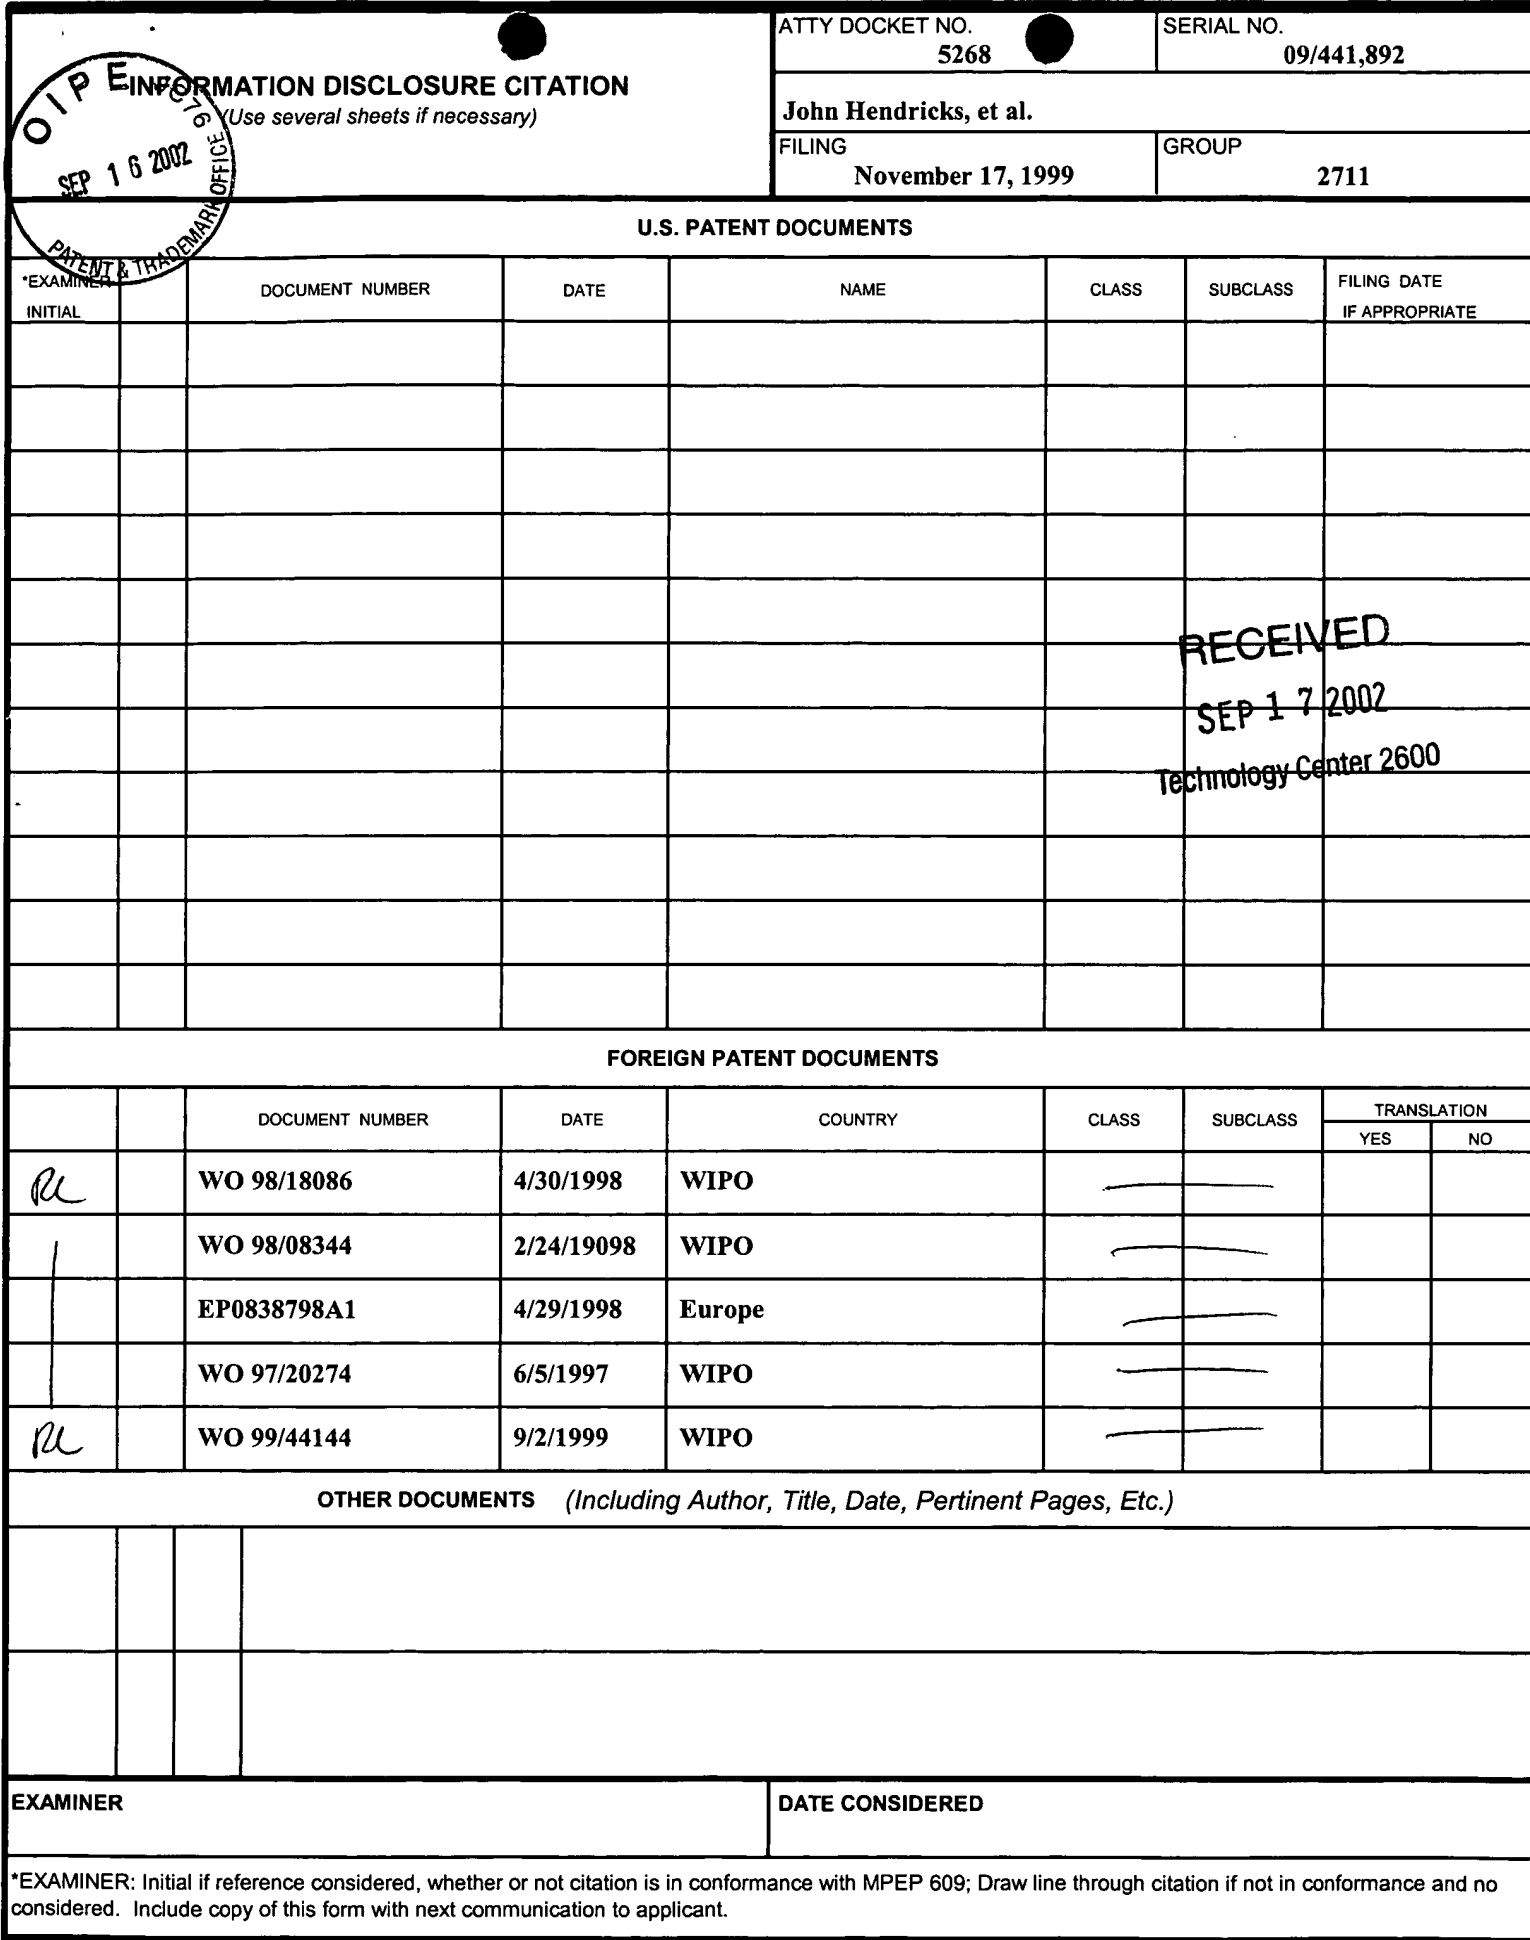 ATTY DOCKET NO.
5268
SERIAL NO.
09/441,892
INFORMATION DISCLOSURE CITATION
(Use several sheets if necessary)
John Hendricks, et al.
FILING
November 17, 1999
GROUP
2711
OIPE
SEP 16 2002
PATENT & TRADEMARK OFFICE
U.S. PATENT DOCUMENTS
*EXAMINER
INITIAL
DOCUMENT NUMBER
DATE
NAME
CLASS
SUBCLASS
FILING DATE
IF APPROPRIATE
RECEIVED
SEP 17 2002
Technology Center 2600
FOREIGN PATENT DOCUMENTS
DOCUMENT NUMBER
DATE
COUNTRY
CLASS
SUBCLASS
TRANSLATION
YES
NO
WO 98/18086 4/30/1998 WIPO
WO 98/08344 2/24/19098 WIPO
EP0838798A1 4/29/1998 Europe
WO 97/20274 6/5/1997 WIPO
WO 99/44144 9/2/1999 WIPO
OTHER DOCUMENTS (Including Author, Title, Date, Pertinent Pages, Etc.)
EXAMINER
DATE CONSIDERED
*EXAMINER: Initial if reference considered, whether or not citation is in conformance with MPEP 609; Draw line through citation if not in conformance and no
considered. Include copy of this form with next communication to applicant.